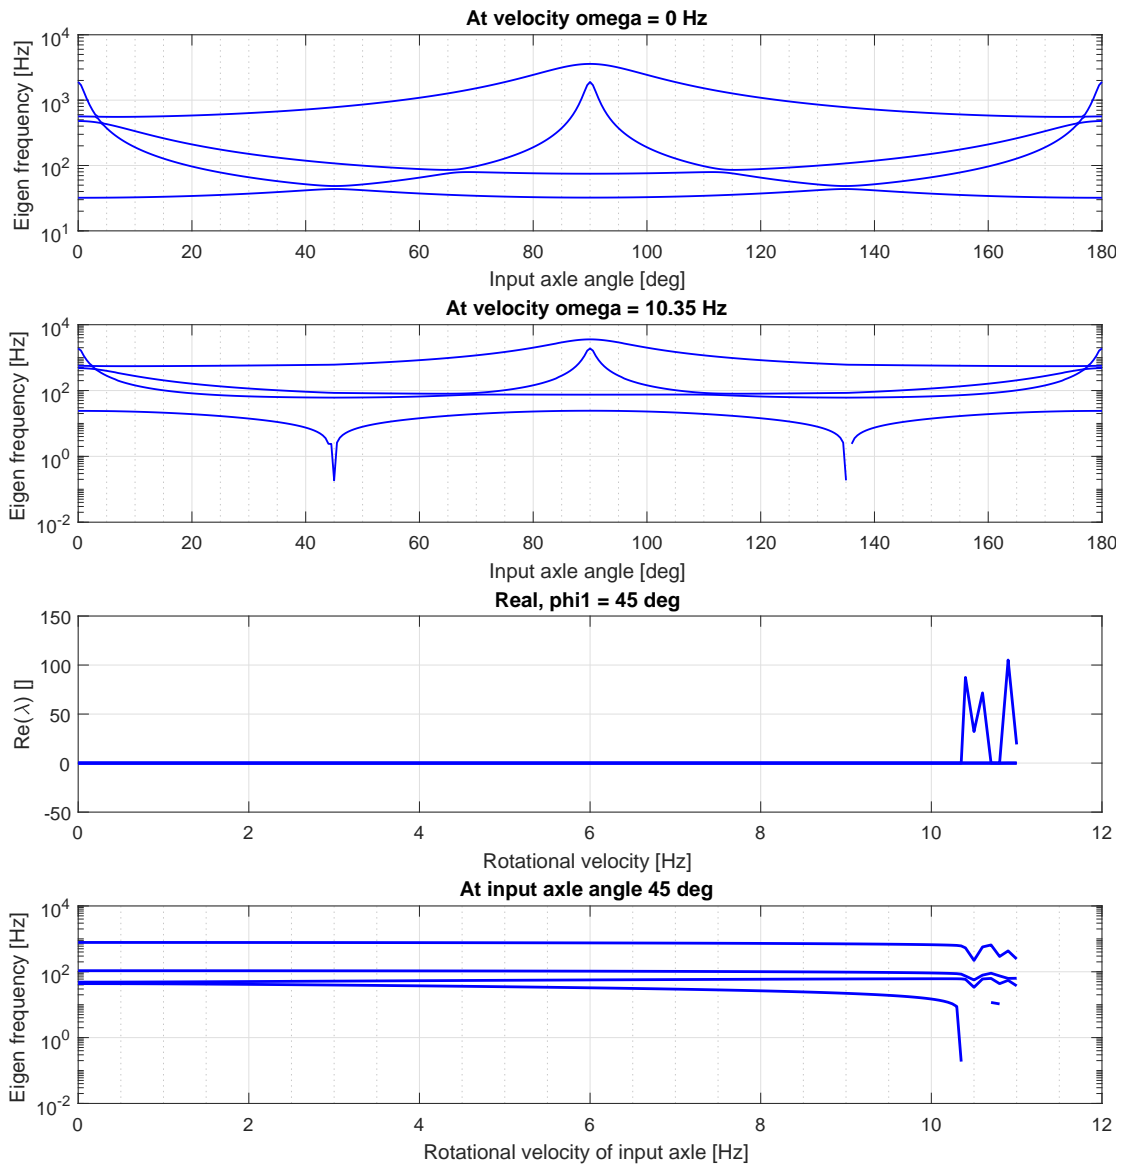 At velocity omega = 0 Hz
Eigen frequency [Hz]
10^4
10^3
10^2
10^1
0 20 40 60 80 100 120 140 160 180
Input axle angle [deg]
At velocity omega = 10.35 Hz
Eigen frequency [Hz]
10^4
10^2
10^0
10^-2
0 20 40 60 80 100 120 140 160 180
Input axle angle [deg]
Real, phi1 = 45 deg
Re(λ) []
150
100
50
0
-50
0 2 4 6 8 10 12
Rotational velocity [Hz]
At input axle angle 45 deg
Eigen frequency [Hz]
10^4
10^2
10^0
10^-2
0 2 4 6 8 10 12
Rotational velocity of input axle [Hz]